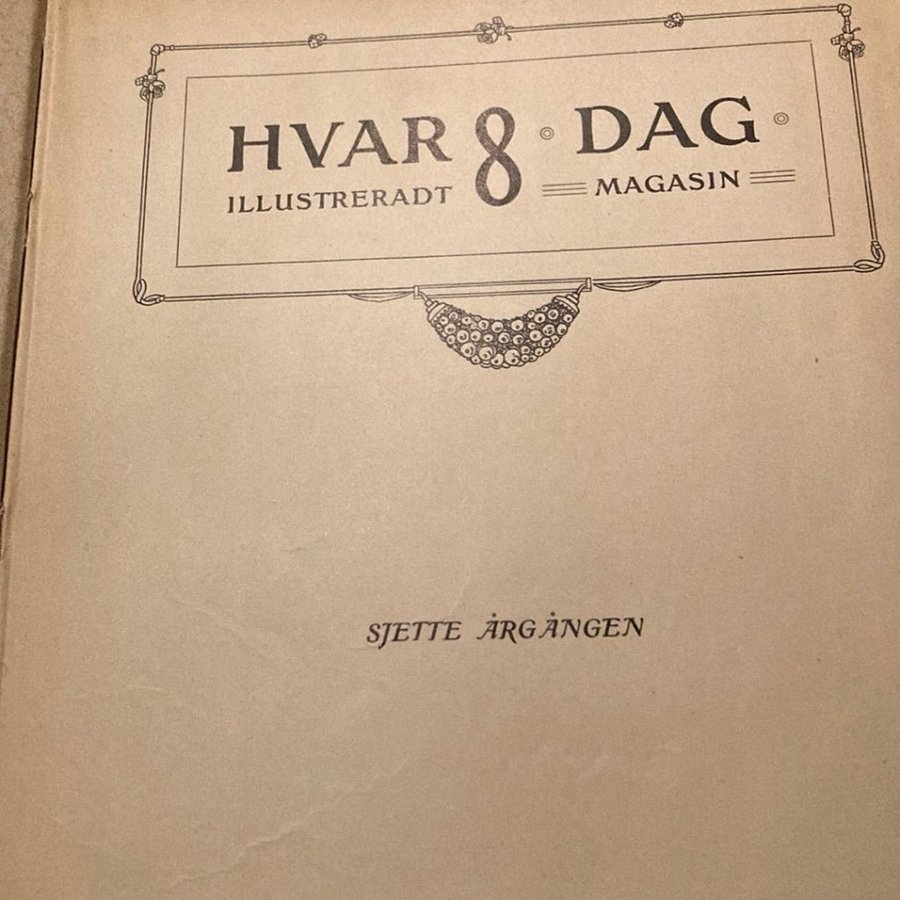 HVAR 8 DAG
ILLUSTRERADT MAGASIN
SJETTE ÅRGÅNGEN